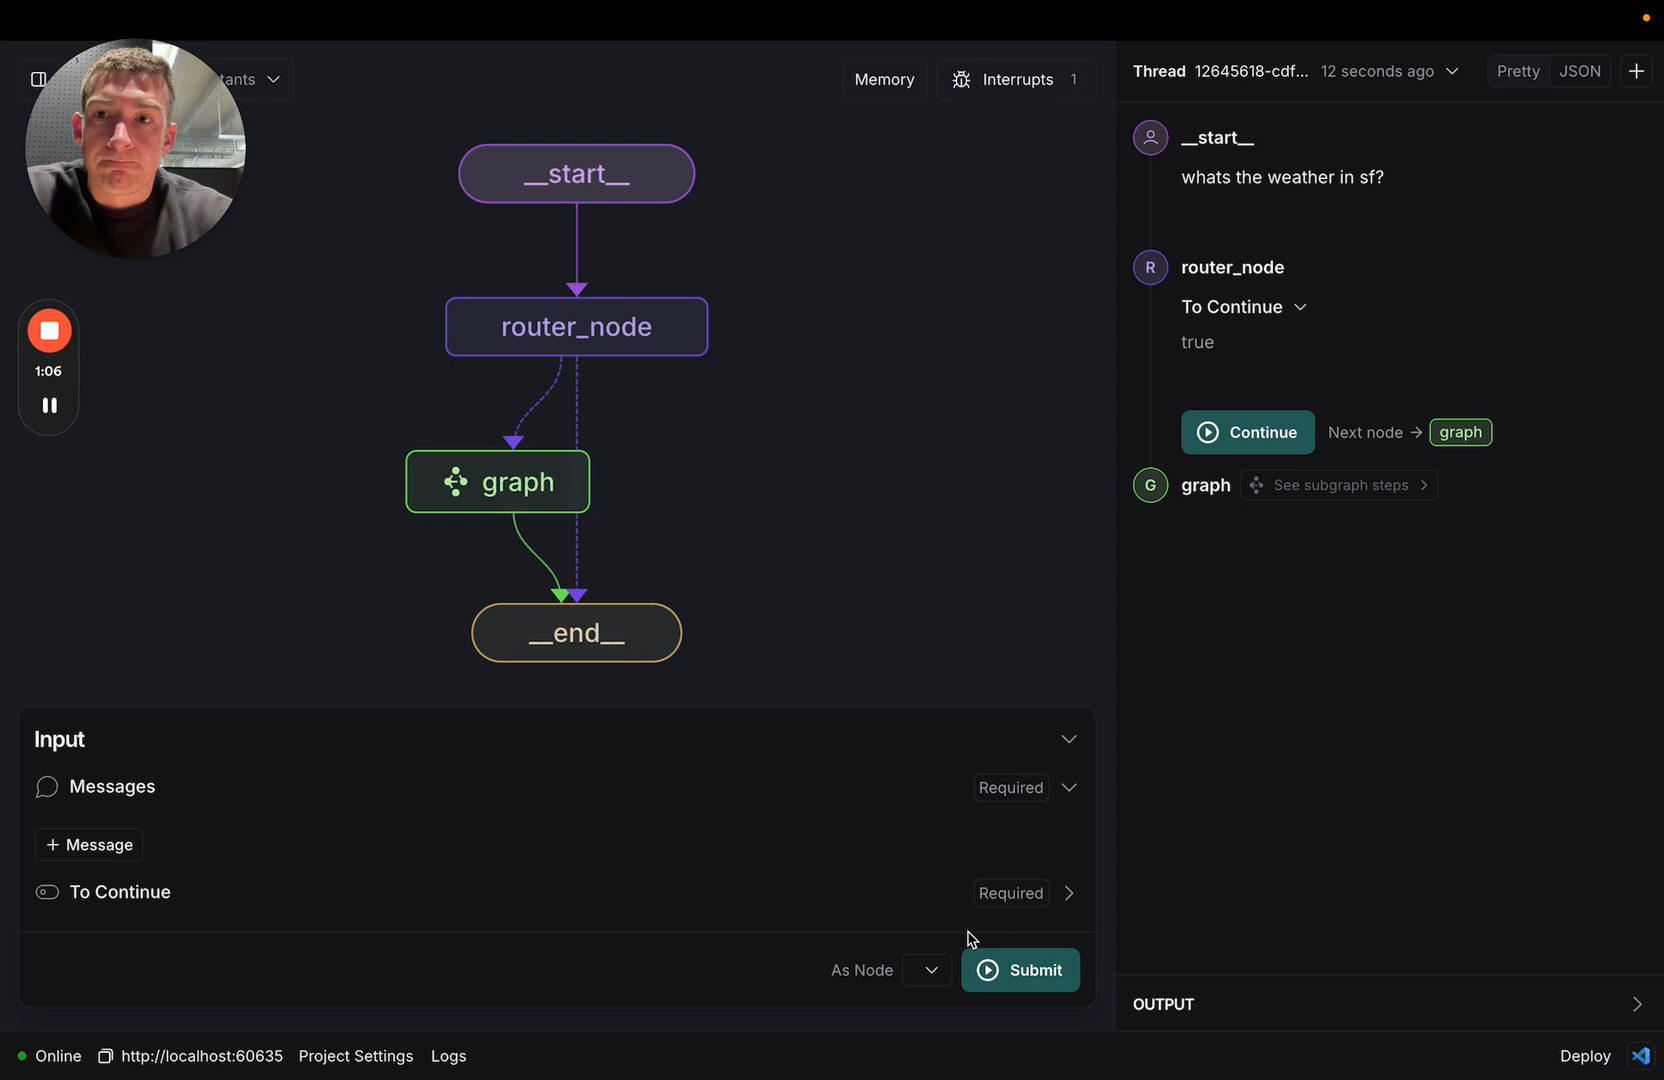 tants
Memory
Interrupts 1
__start__
router_node
graph
__end__
1:06
Input
Messages
Required
+ Message
To Continue
Required
As Node
Submit
Thread 12645618-cdf... 12 seconds ago
Pretty JSON
__start__
whats the weather in sf?
R router_node
To Continue
true
Continue Next node → graph
G graph See subgraph steps
OUTPUT
Online http://localhost:60635 Project Settings Logs
Deploy